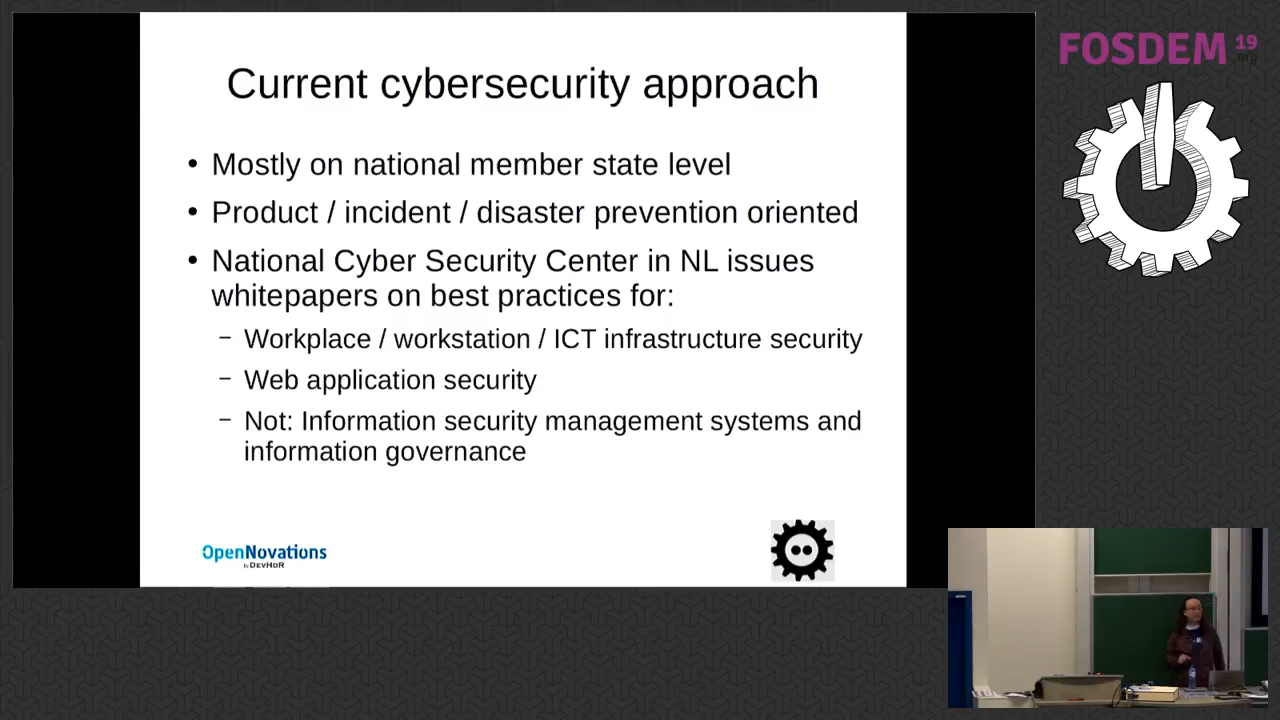 Current cybersecurity approach
• Mostly on national member state level
• Product / incident / disaster prevention oriented
• National Cyber Security Center in NL issues
whitepapers on best practices for:
– Workplace / workstation / ICT infrastructure security
– Web application security
– Not: Information security management systems and
information governance
OpenNovations
by DEVHDR
FOSDEM 19
.org